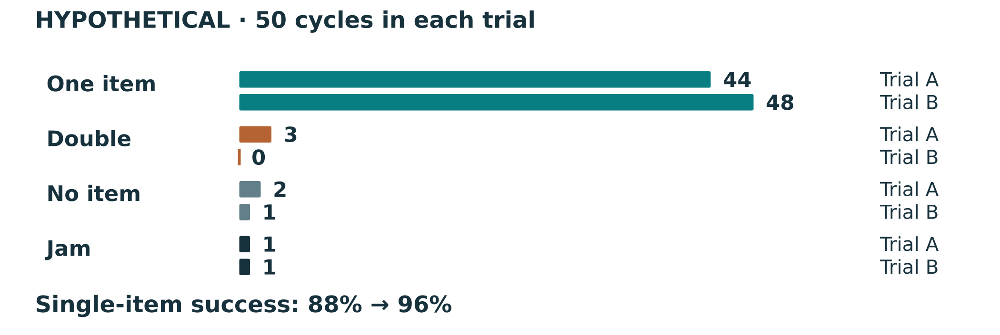 HYPOTHETICAL · 50 cycles in each trial
One item
44
Trial A
48
Trial B
Double
3
Trial A
0
Trial B
No item
2
Trial A
1
Trial B
Jam
1
Trial A
1
Trial B
Single-item success: 88% → 96%